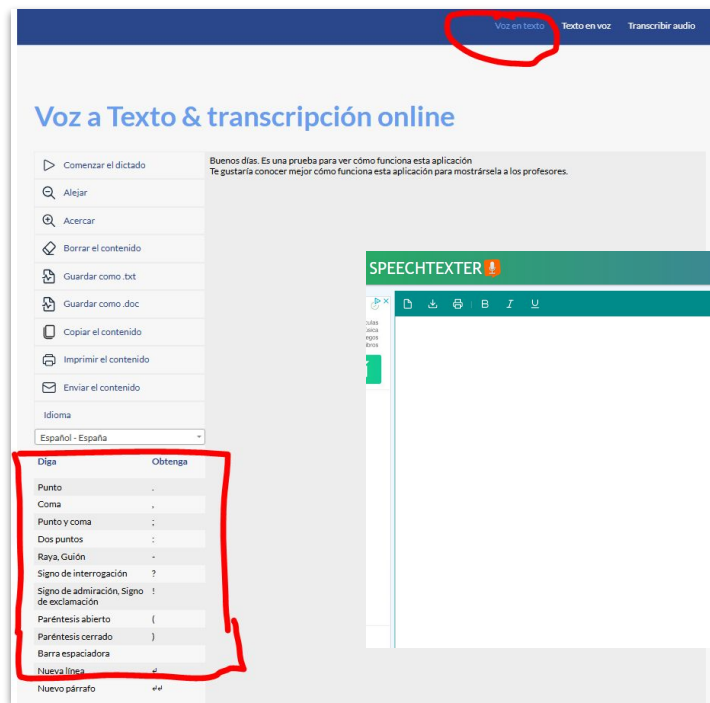 Voz en texto Texto en voz Transcribir audio
Voz a Texto & transcripción online
Comenzar el dictado
Alejar
Acercar
Borrar el contenido
Guardar como .txt
Guardar como .doc
Copiar el contenido
Imprimir el contenido
Enviar el contenido
Idioma
Español - España
Diga Obtenga
Punto .
Coma ,
Punto y coma ;
Dos puntos :
Raya, Guión -
Signo de interrogación ?
Signo de admiración, Signo !
de exclamación
Paréntesis abierto (
Paréntesis cerrado )
Barra espaciadora
Nueva línea ↲
Nuevo párrafo ↲↲
Buenos días. Es una prueba para ver cómo funciona esta aplicación
Te gustaría conocer mejor cómo funciona esta aplicación para mostrársela a los profesores.
SPEECHTEXTER
B I U